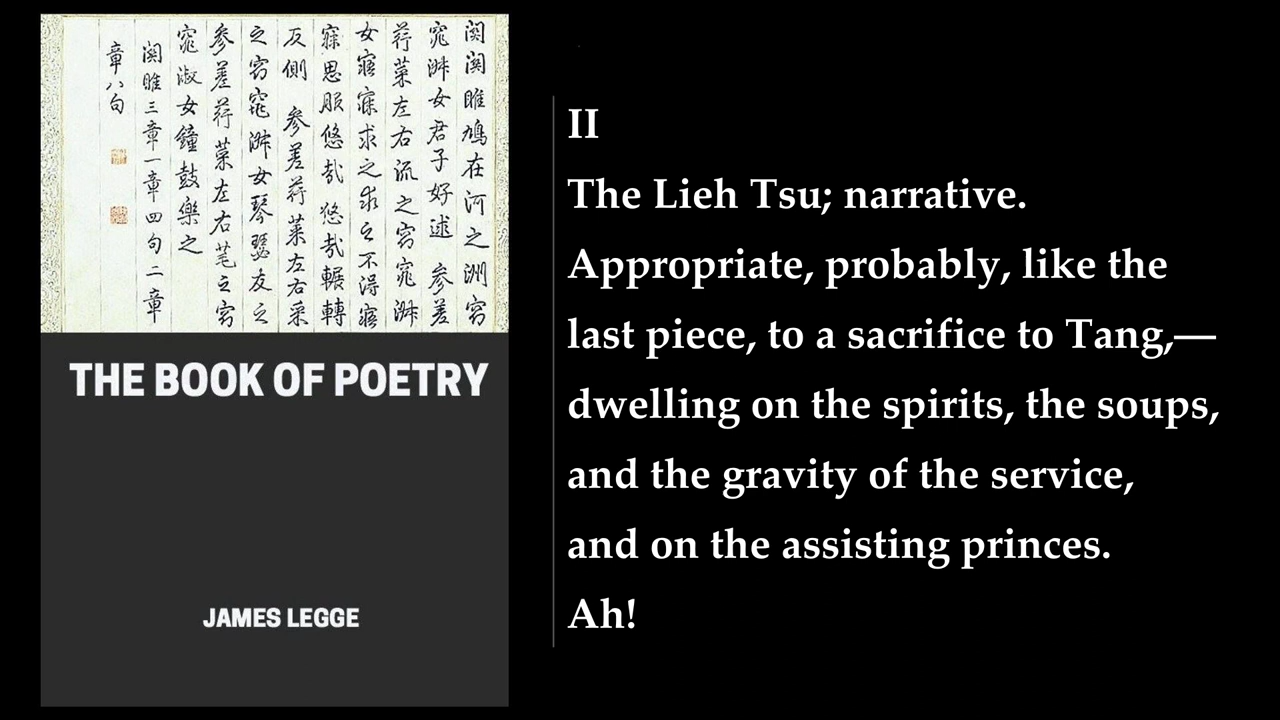 关关雎鳩在河之洲窈
窕淑女君子好逑 参差
荇菜左右流之窈窕淑
女寤寐求之求之不得寤
寐思服悠哉悠哉輾轉
反側 参差荇菜左右采
之窈窕淑女琴瑟友之
参差荇菜左右芼之窈
窕淑女鐘鼓樂之
关雎三章一章四句二章
章八句
THE BOOK OF POETRY
JAMES LEGGE
II
The Lieh Tsu; narrative.
Appropriate, probably, like the
last piece, to a sacrifice to Tang,—
dwelling on the spirits, the soups,
and the gravity of the service,
and on the assisting princes.
Ah!